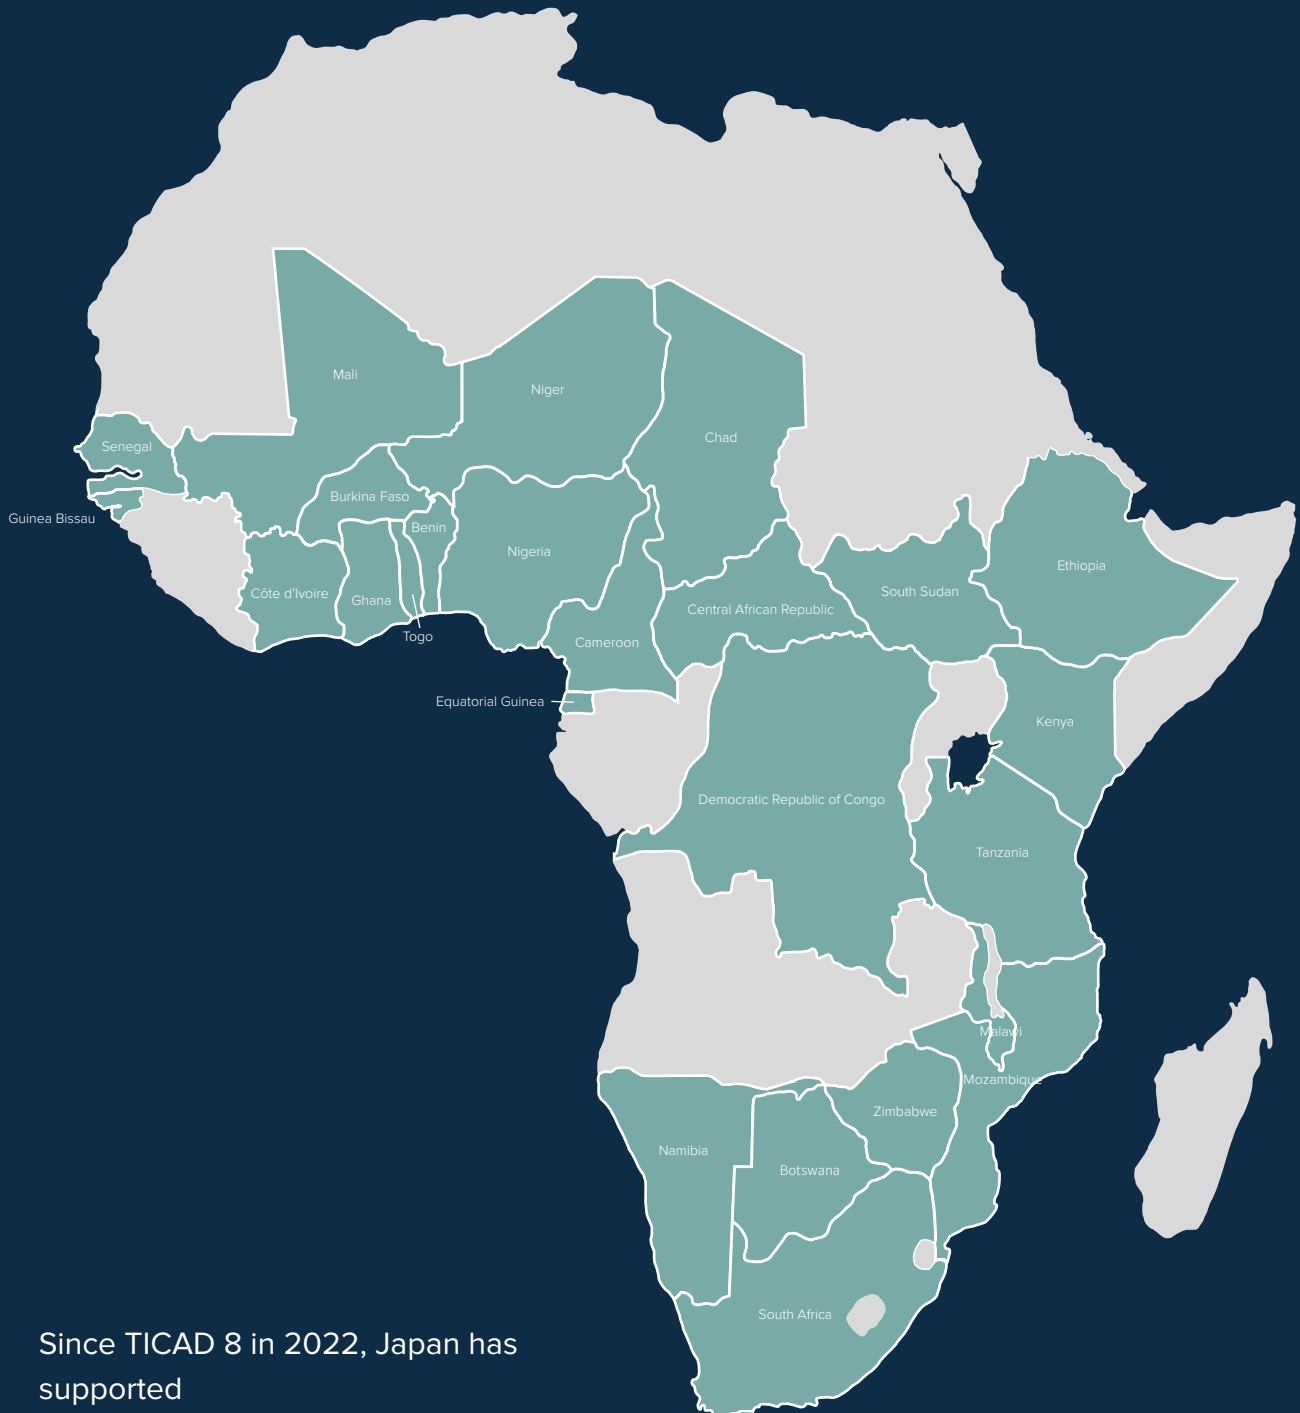 Mali
Niger
Chad
Senegal
Burkina Faso
Guinea Bissau
Benin
Nigeria
Ethiopia
Côte d'Ivoire
Ghana
South Sudan
Central African Republic
Togo
Cameroon
Equatorial Guinea
Kenya
Democratic Republic of Congo
Tanzania
Malawi
Mozambique
Zimbabwe
Namibia
Botswana
South Africa
Since TICAD 8 in 2022, Japan has
supported